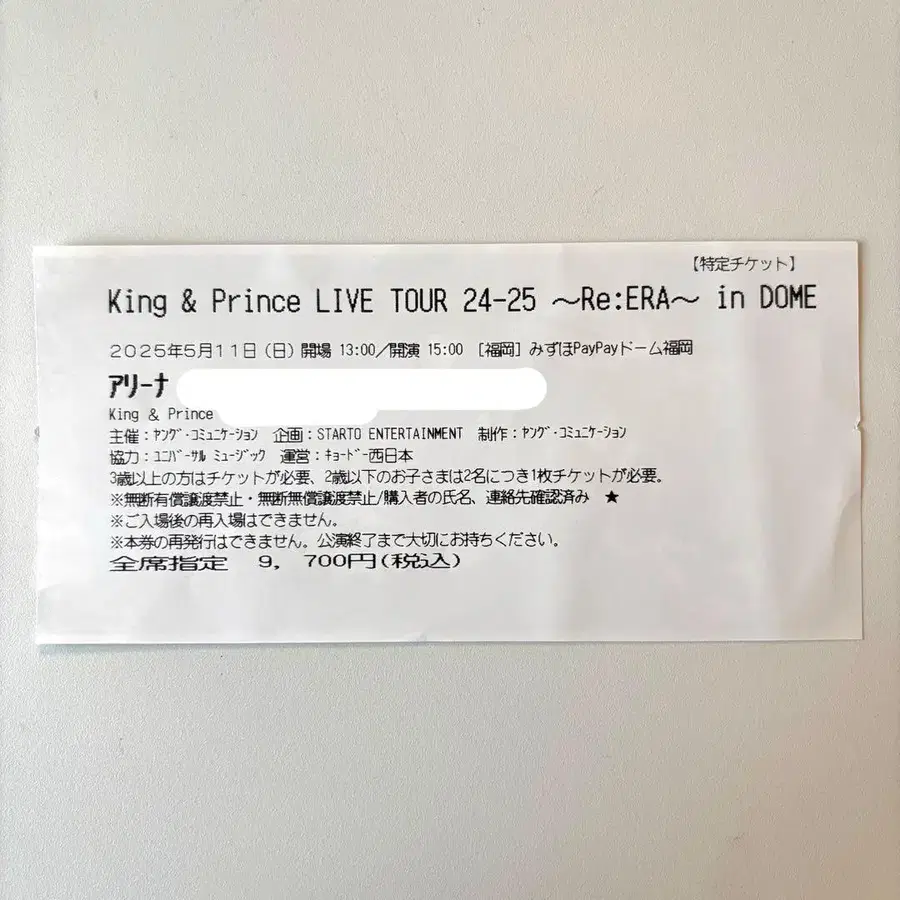 【特定チケット】
King & Prince LIVE TOUR 24-25 ～Re:ERA～ in DOME
２０２５年５月１１日（日）開場 13:00／開演 15:00 ［福岡］みずほPayPayドーム福岡
アリーナ
King & Prince
主催：ﾔﾝｸﾞ･ｺﾐｭﾆｹｰｼｮﾝ 企画：STARTO ENTERTAINMENT 制作：ﾔﾝｸﾞ･ｺﾐｭﾆｹｰｼｮﾝ
協力：ﾕﾆﾊﾞｰｻﾙ ﾐｭｰｼﾞｯｸ 運営：ｷｮｰﾄﾞｰ西日本
3歳以上の方はチケットが必要、2歳以下のお子さまは2名につき1枚チケットが必要。
※無断有償譲渡禁止・無断無償譲渡禁止/購入者の氏名、連絡先確認済み ★
※ご入場後の再入場はできません。
※本券の再発行はできません。公演終了まで大切にお持ちください。
全席指定 ９，７００円(税込)